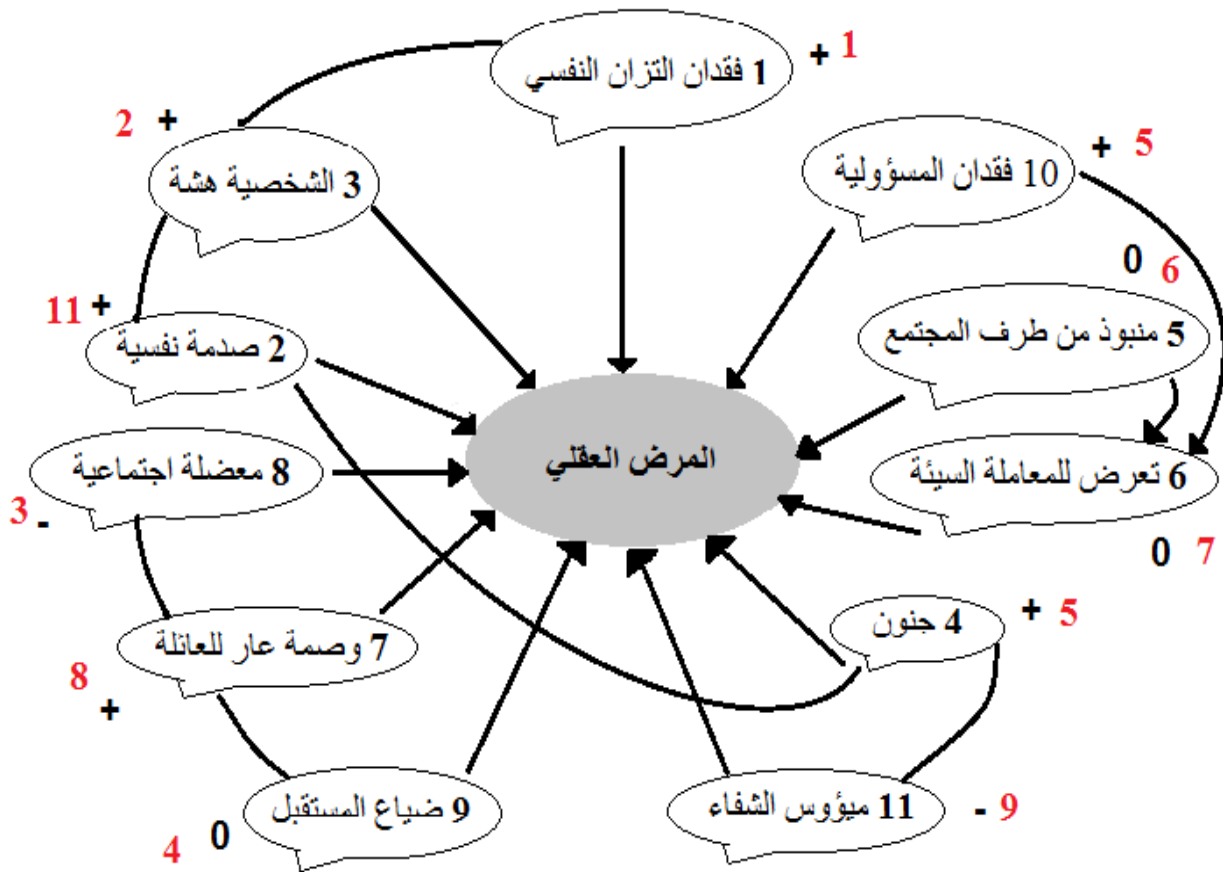 1 فقدان التزان النفسي
+ 1
2 +
3 الشخصية هشة
10 فقدان المسؤولية
+ 5
0 6
11 +
2 صدمة نفسية
5 منبوذ من طرف المجتمع
المرض العقلي
8 معضلة اجتماعية
3 -
6 تعرض للمعاملة السيئة
0 7
4 جنون
+ 5
7 وصمة عار للعائلة
8 +
9 ضياع المستقبل
4 0
11 ميؤوس الشفاء
- 9